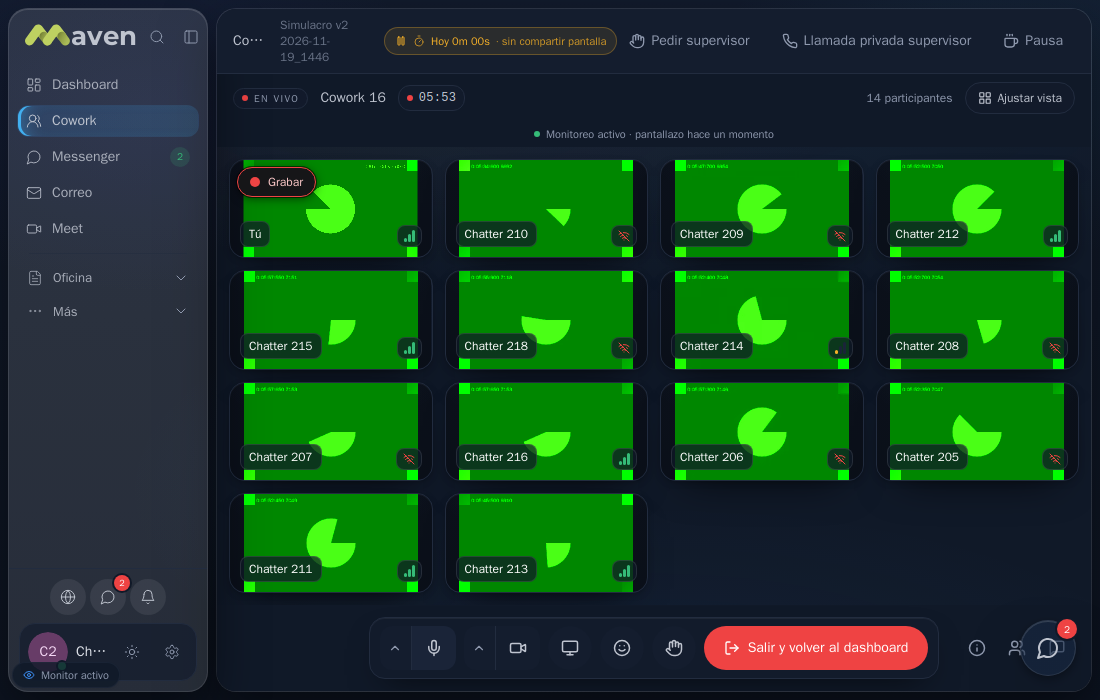 Maven
Dashboard
Cowork
Messenger
2
Correo
Meet
Oficina
Más
2
C2
Ch···
Monitor activo
Co···
Simulacro v2
2026-11-
19_1446
Hoy 0m 00s · sin compartir pantalla
Pedir supervisor
Llamada privada supervisor
Pausa
EN VIVO
Cowork 16
05:53
14 participantes
Ajustar vista
Monitoreo activo · pantallazo hace un momento
Grabar
Tú
Chatter 210
Chatter 209
Chatter 212
Chatter 215
Chatter 218
Chatter 214
Chatter 208
Chatter 207
Chatter 216
Chatter 206
Chatter 205
Chatter 211
Chatter 213
Salir y volver al dashboard
2